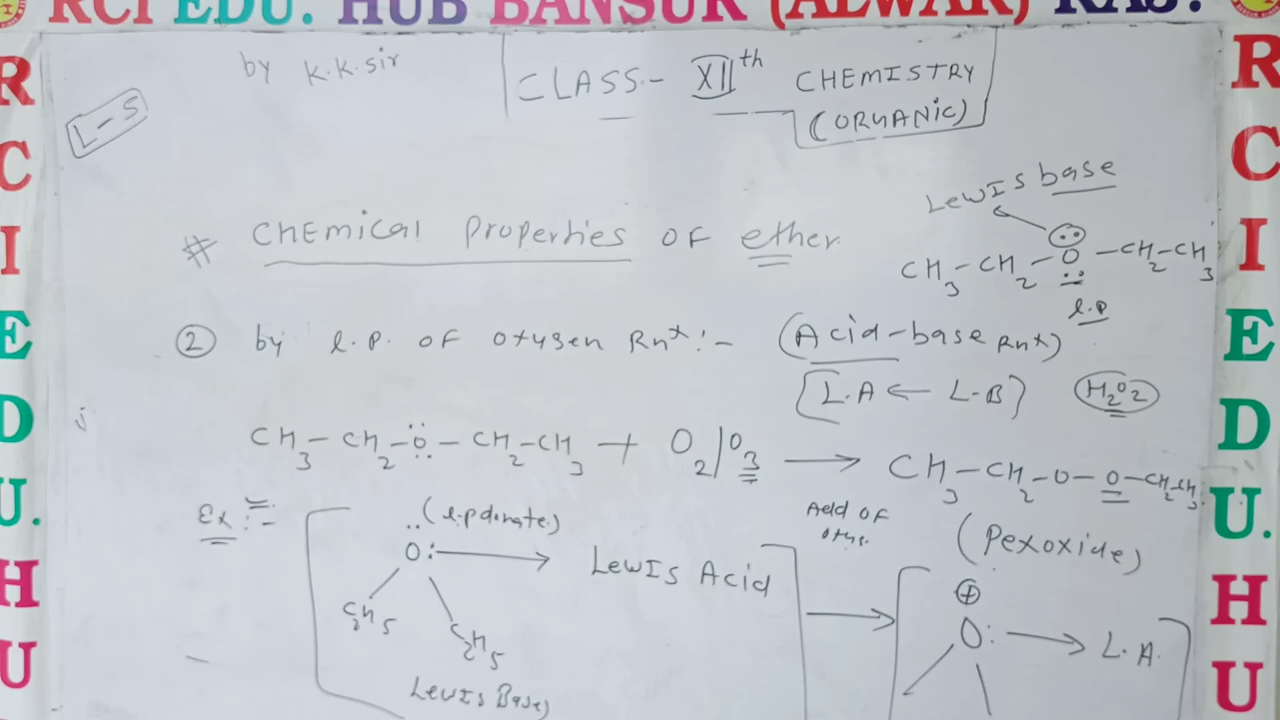 RCI EDU. HUB BANSUR (ALWAR) RAJ.
R
C
I
E
D
U.
H
U
by K.K.sir
CLASS.- XIIth CHEMISTRY
(ORGANIC)
L-5
# CHEMICAL Properties OF ether.
Lewis base
CH3-CH2-O-CH2-CH3
l.p
② by l.p. OF Oxygen Rnx:- (Acid-base Rnx)
[L.A ← L-B] H2O2
CH3-CH2-O-CH2-CH3 + O2/O3 → CH3-CH2-O-O-CH2CH3
(Pexoxide)
Ex:-
(l.p donate)
O: → Lewis Acid
C2H5 C2H5
Lewis Base)
Add OF
⊕
O: → L.A.
R
C
I
E
D
U.
H
U